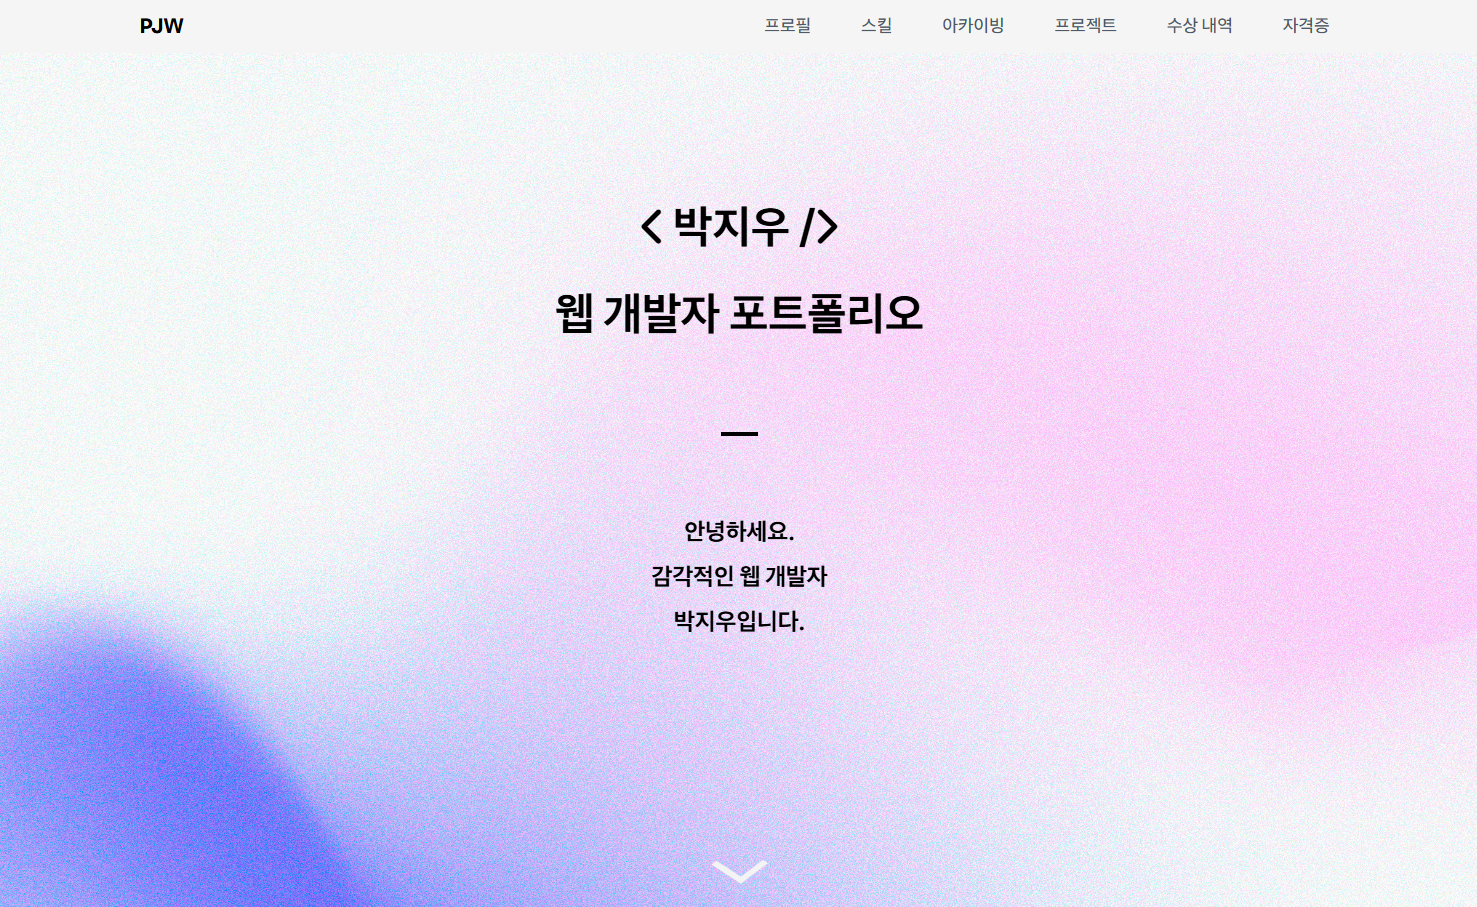 PJW
프로필 스킬 아카이빙 프로젝트 수상 내역 자격증
< 박지우 />
웹 개발자 포트폴리오
안녕하세요.
감각적인 웹 개발자
박지우입니다.